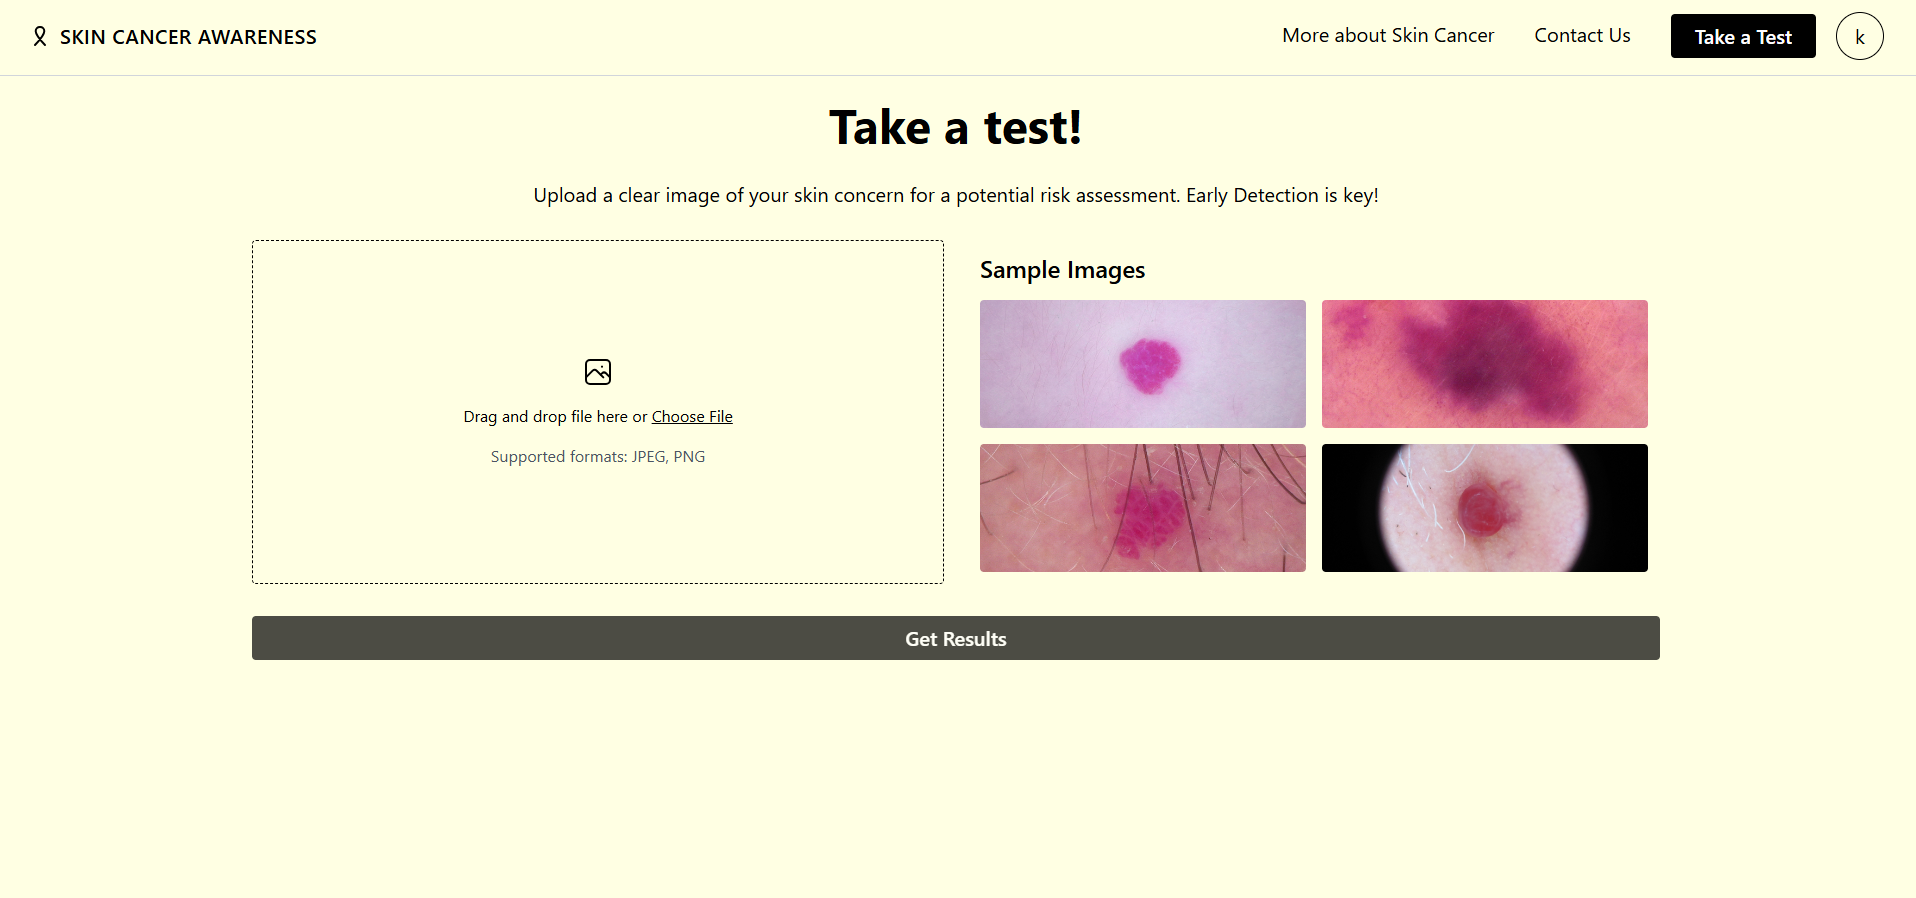 SKIN CANCER AWARENESS
More about Skin Cancer
Contact Us
Take a Test
k
Take a test!
Upload a clear image of your skin concern for a potential risk assessment. Early Detection is key!
Drag and drop file here or Choose File
Supported formats: JPEG, PNG
Sample Images
Get Results